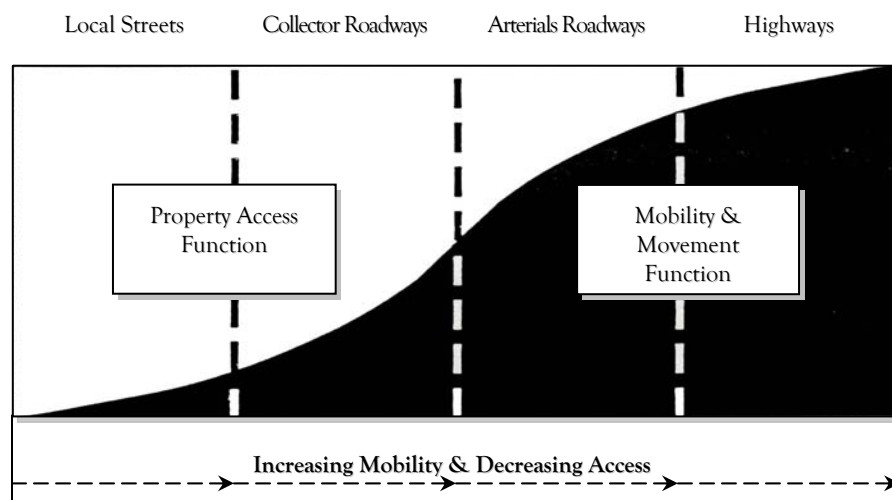 Local Streets
Collector Roadways
Arterials Roadways
Highways
Property Access
Function
Mobility &
Movement
Function
Increasing Mobility & Decreasing Access